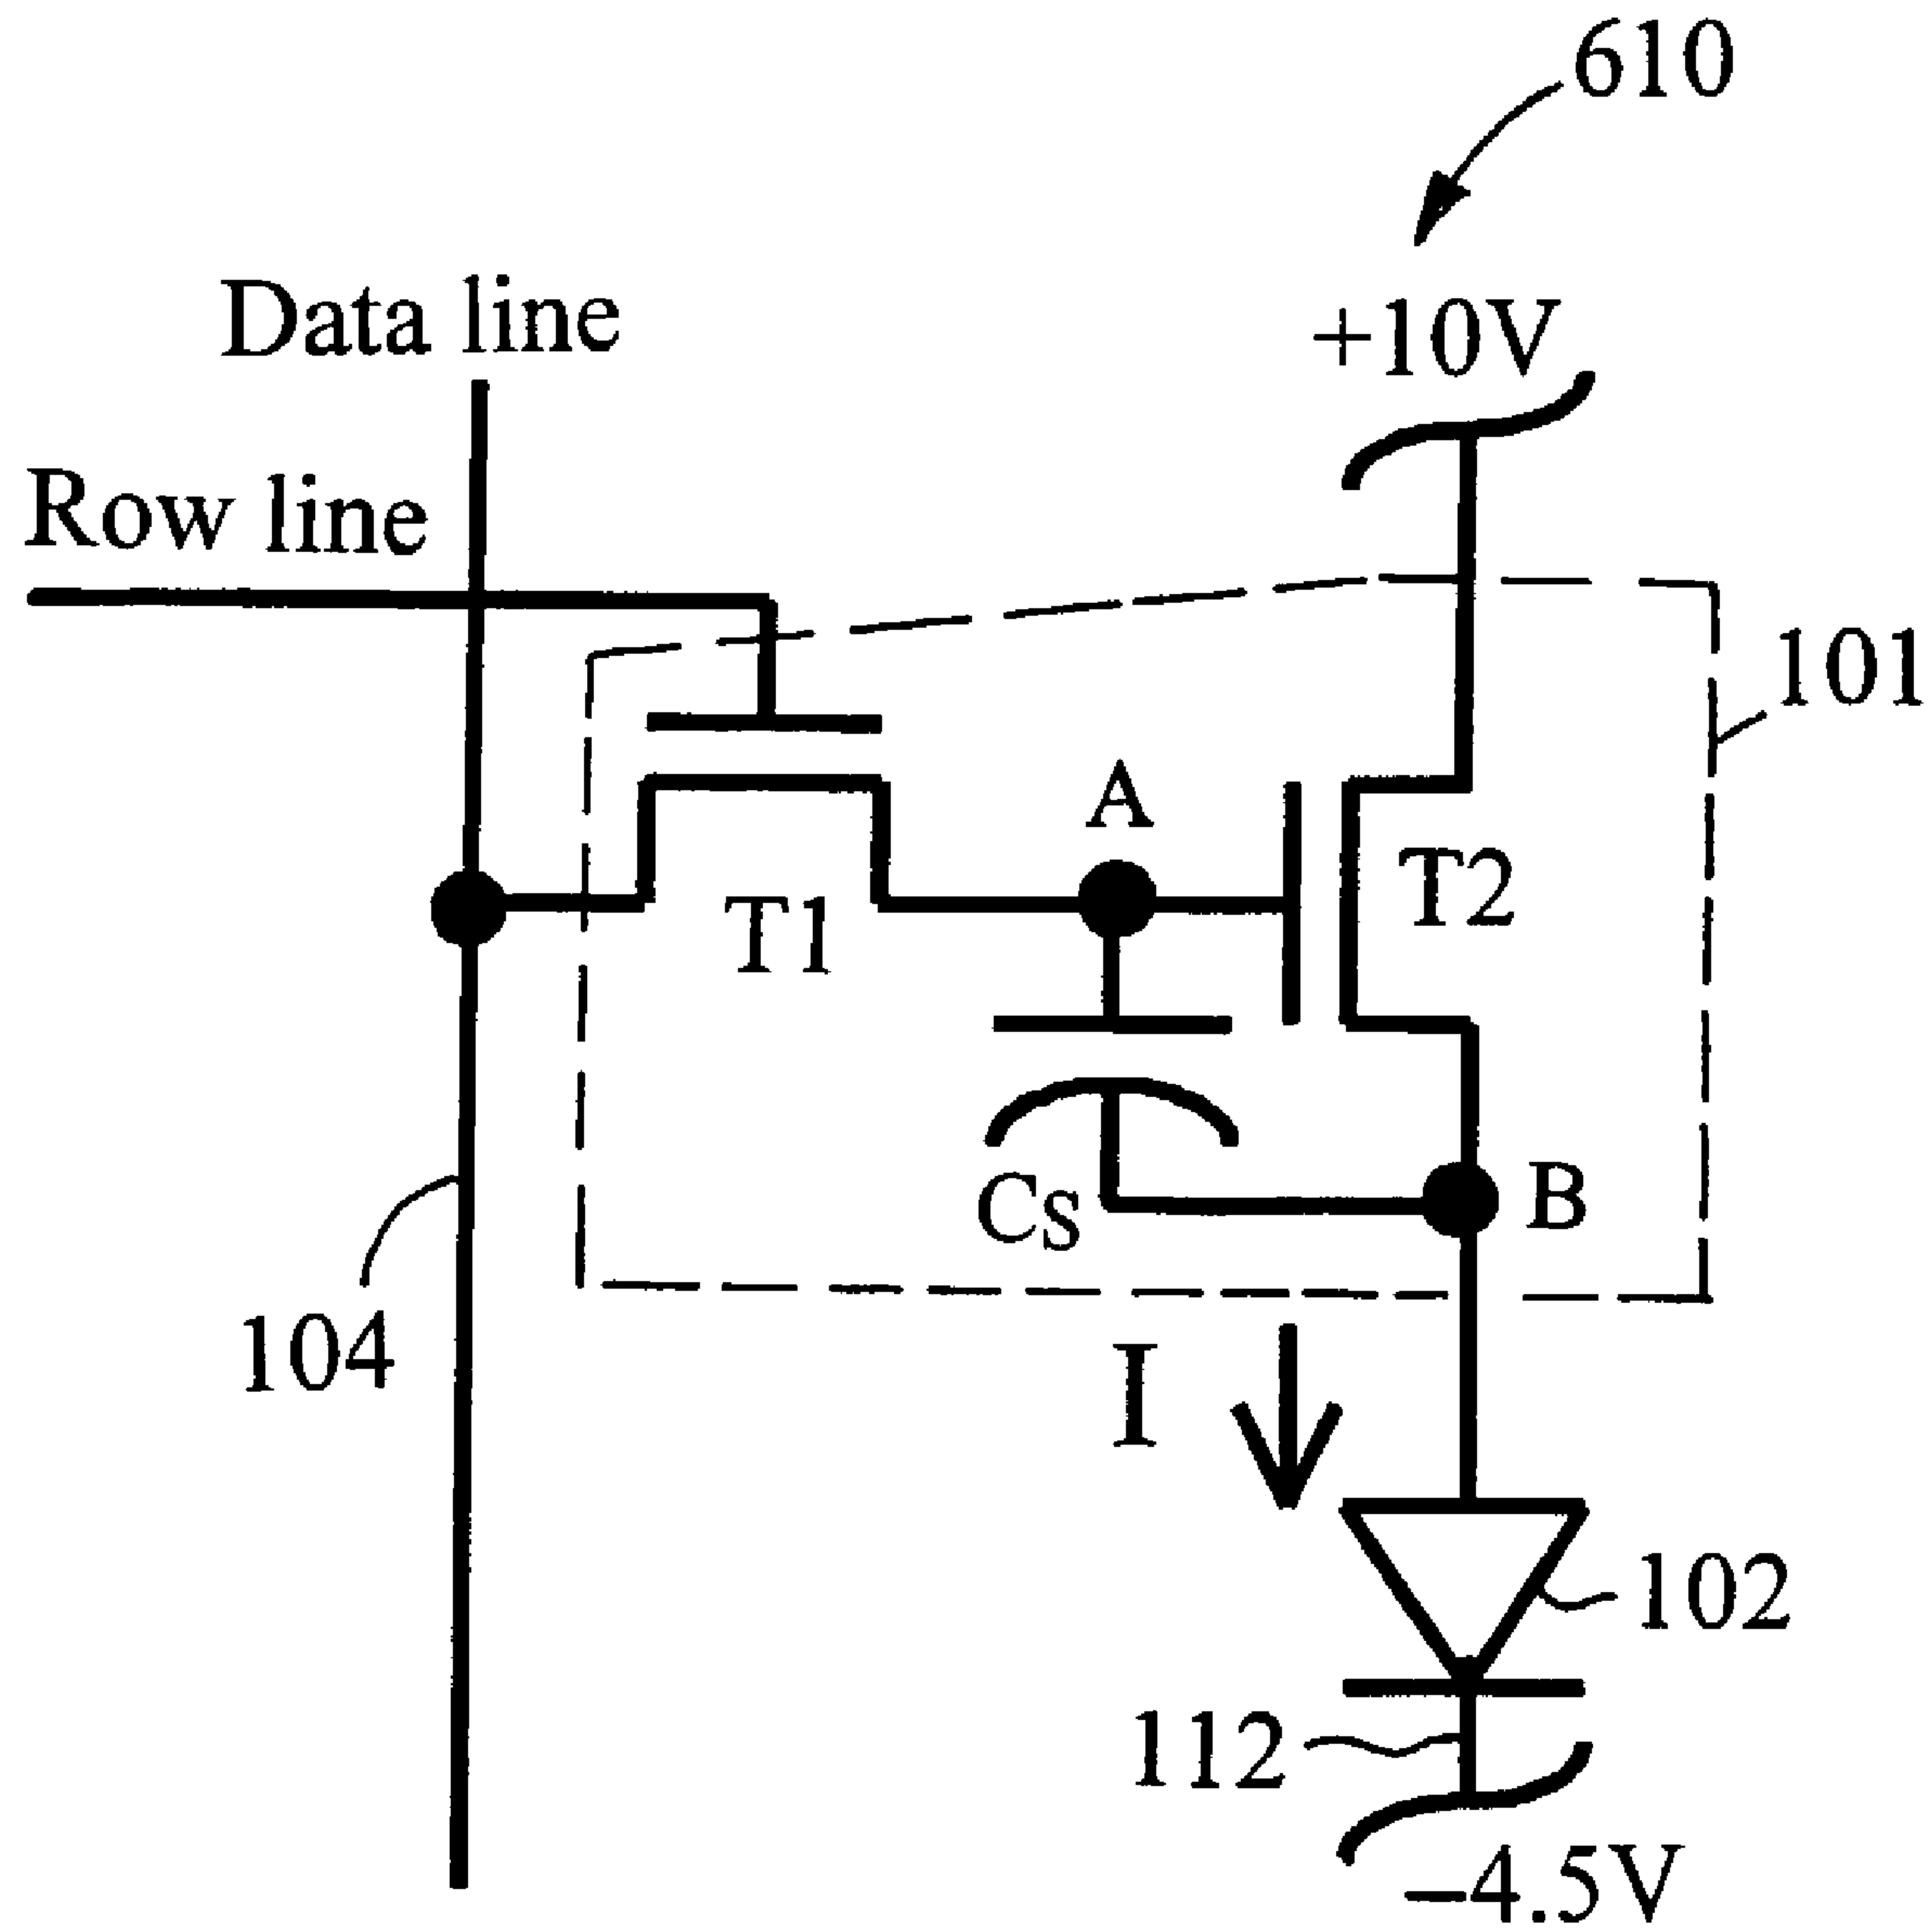 610
Data line
+10V
Row line
101
A
T2
T1
B
Cs
104
I
102
112
–4.5V